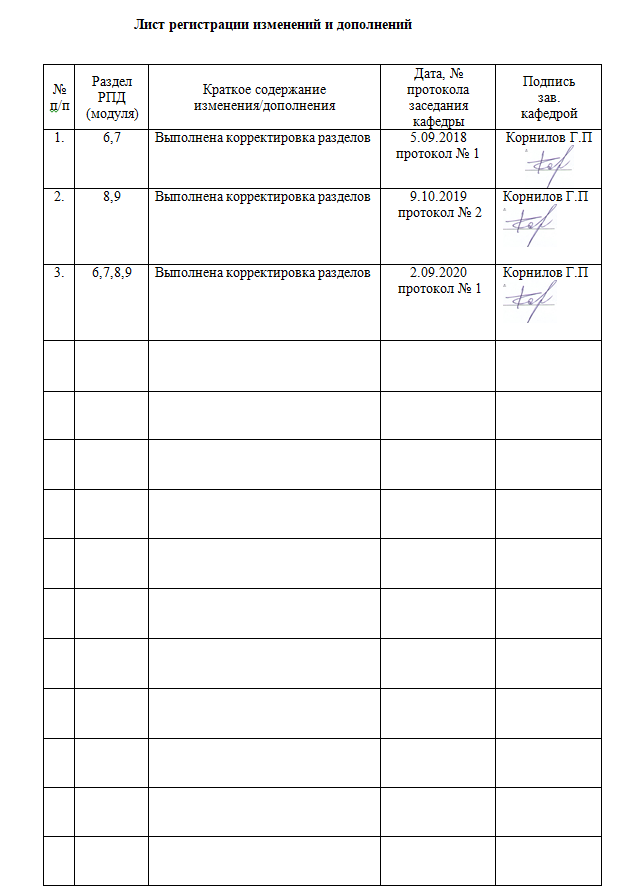 Лист регистрации изменений и дополнений
№
п/п
Раздел
РПД
(модуля)
Краткое содержание
изменения/дополнения
Дата, №
протокола
заседания
кафедры
Подпись
зав.
кафедрой
1.
6,7
Выполнена корректировка разделов
5.09.2018
протокол № 1
Корнилов Г.П
2.
8,9
Выполнена корректировка разделов
9.10.2019
протокол № 2
Корнилов Г.П
3.
6,7,8,9
Выполнена корректировка разделов
2.09.2020
протокол № 1
Корнилов Г.П